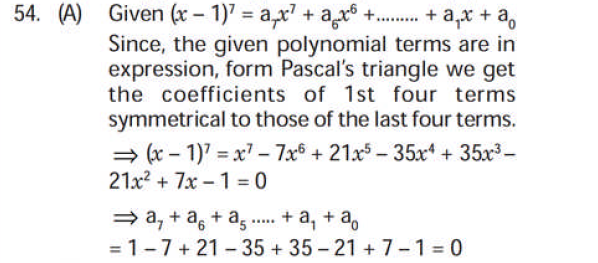 54. (A) Given (x – 1)⁷ = a₇x⁷ + a₆x⁶ +.......... + a₁x + a₀
Since, the given polynomial terms are in
expression, form Pascal's triangle we get
the coefficients of 1st four terms
symmetrical to those of the last four terms.
⇒ (x – 1)⁷ = x⁷ – 7x⁶ + 21x⁵ – 35x⁴ + 35x³ –
21x² + 7x – 1 = 0
⇒ a₇ + a₆ + a₅ ..... + a₁ + a₀
= 1 – 7 + 21 – 35 + 35 – 21 + 7 – 1 = 0